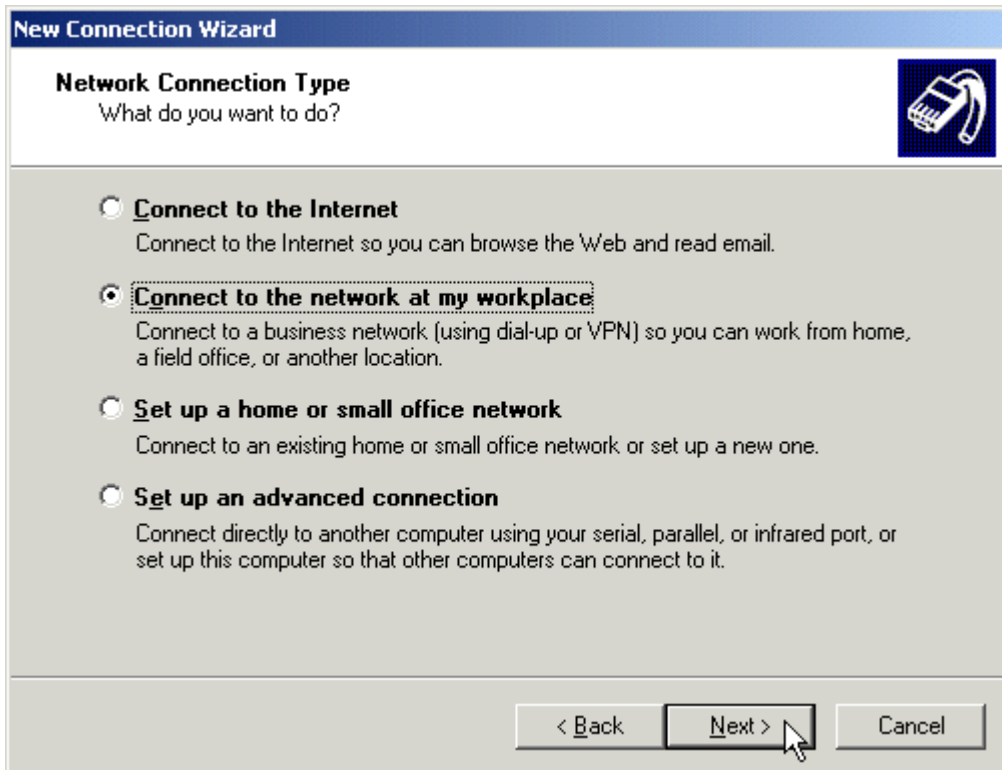 New Connection Wizard
Network Connection Type
What do you want to do?
Connect to the Internet
Connect to the Internet so you can browse the Web and read email.
Connect to the network at my workplace
Connect to a business network (using dial-up or VPN) so you can work from home,
a field office, or another location.
Set up a home or small office network
Connect to an existing home or small office network or set up a new one.
Set up an advanced connection
Connect directly to another computer using your serial, parallel, or infrared port, or
set up this computer so that other computers can connect to it.
< Back Next > Cancel